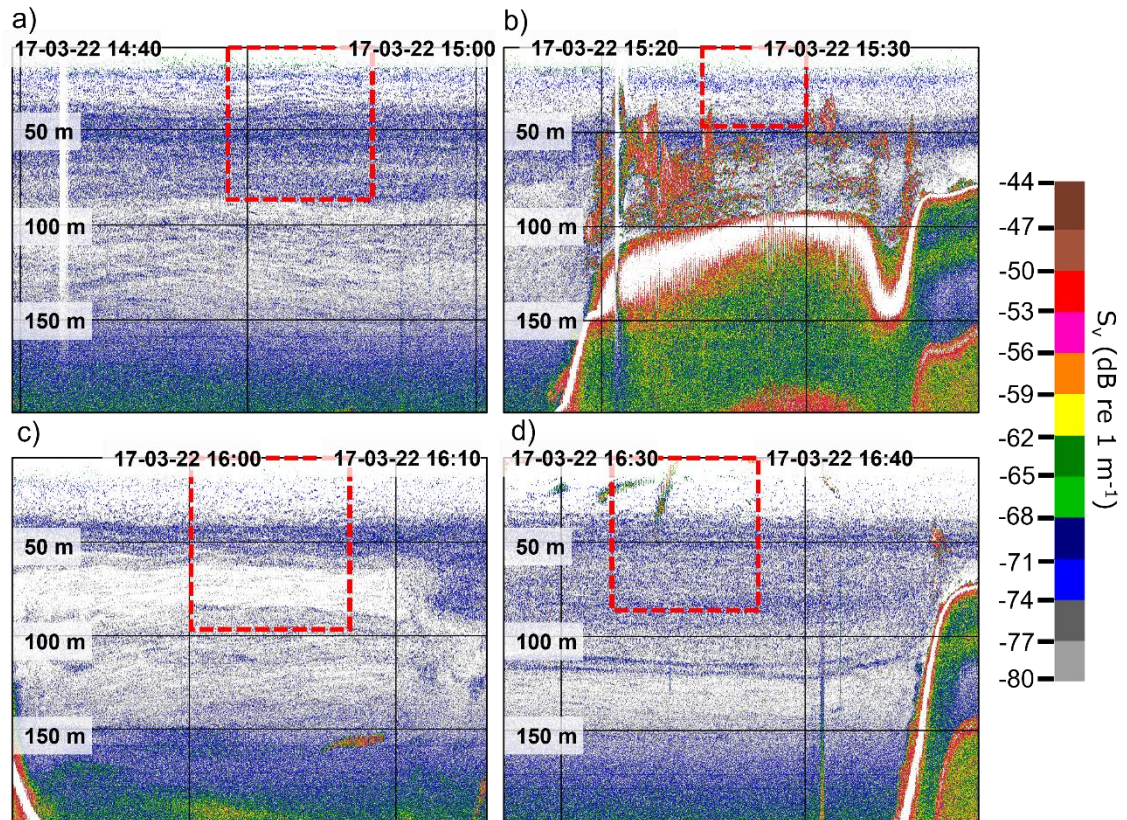 a)
17-03-22 14:40
17-03-22 15:00
50 m
100 m
150 m
b)
17-03-22 15:20
17-03-22 15:30
50 m
100 m
150 m
c)
17-03-22 16:00
17-03-22 16:10
50 m
100 m
150 m
d)
17-03-22 16:30
17-03-22 16:40
50 m
100 m
150 m
-44
-47
-50
-53
-56
-59
-62
-65
-68
-71
-74
-77
-80
Sv (dB re 1 m-1)